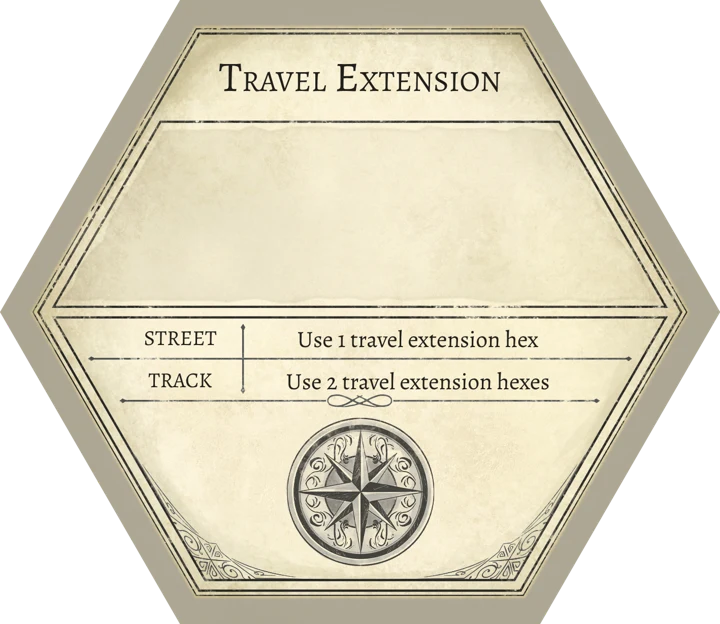 Travel Extension
STREET Use 1 travel extension hex
TRACK Use 2 travel extension hexes